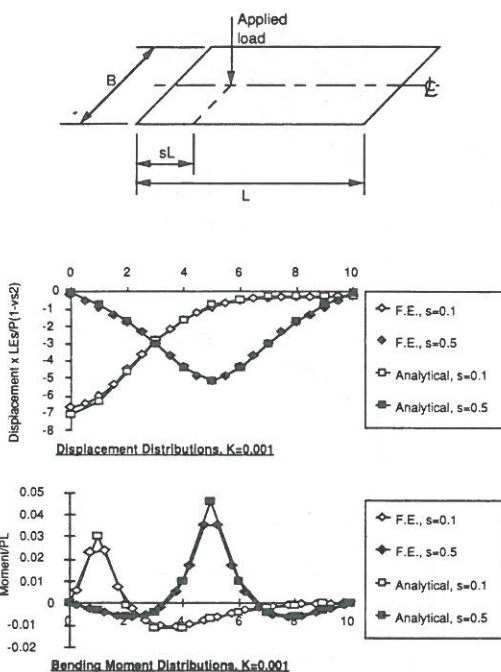 Applied
load
B
℄
sL
L
0 2 4 6 8 10
0
-1
-2
-3
-4
-5
-6
-7
-8
Displacement x LEs/P(1-vs2)
F.E., s=0.1
F.E., s=0.5
Analytical, s=0.1
Analytical, s=0.5
Displacement Distributions, K=0.001
0.05
0.04
0.03
0.02
0.01
0
-0.01
-0.02
Moment/PL
2 4 6 8 10
F.E., s=0.1
F.E., s=0.5
Analytical, s=0.1
Analytical, s=0.5
Bending Moment Distributions, K=0.001